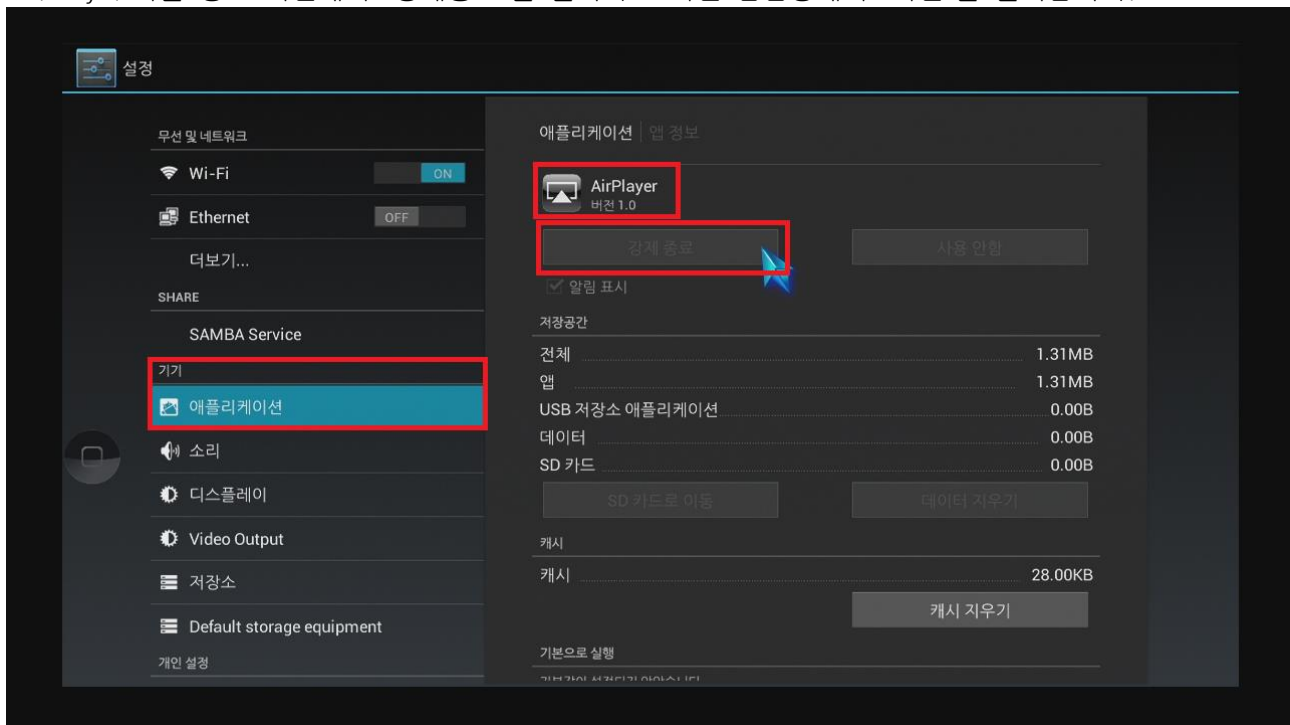 설정
무선 및 네트워크
Wi-Fi
ON
Ethernet
OFF
더보기...
SHARE
SAMBA Service
기기
애플리케이션
소리
디스플레이
Video Output
저장소
Default storage equipment
개인 설정
애플리케이션 | 앱 정보
AirPlayer
버전 1.0
강제 종료
사용 안함
알림 표시
저장공간
전체 1.31MB
앱 1.31MB
USB 저장소 애플리케이션 0.00B
데이터 0.00B
SD 카드 0.00B
SD 카드로 이동
데이터 지우기
캐시
캐시 28.00KB
캐시 지우기
기본으로 실행